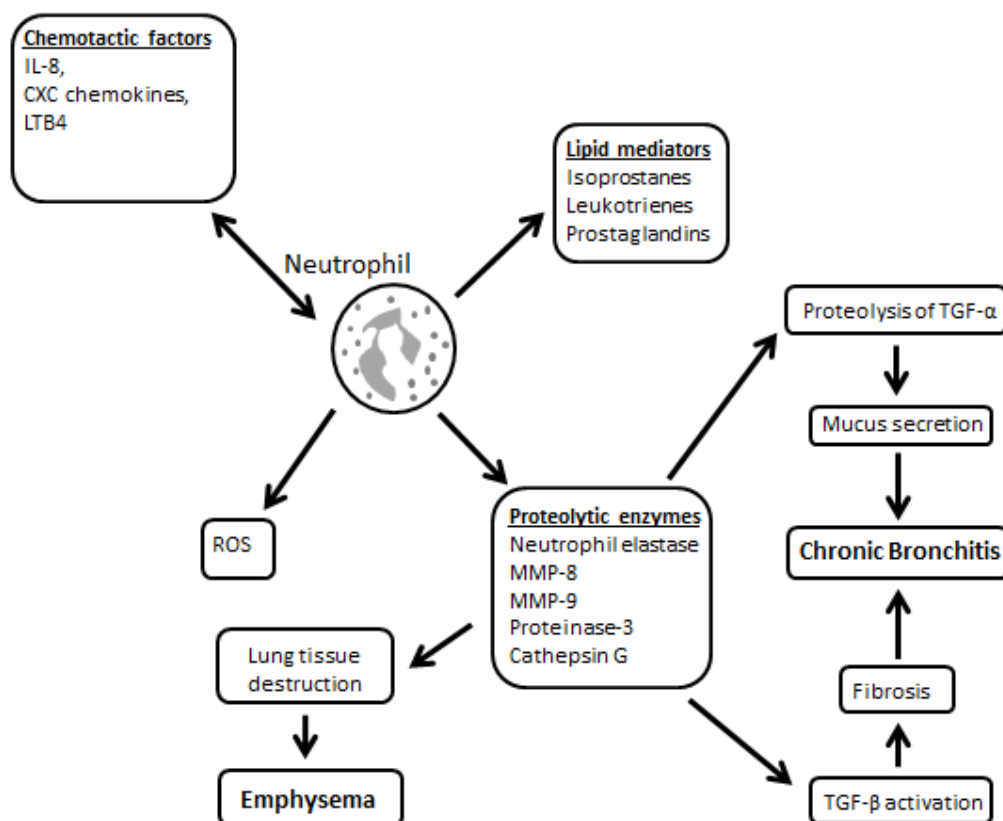 Chemotactic factors
IL-8,
CXC chemokines,
LTB4
Lipid mediators
Isoprostanes
Leukotrienes
Prostaglandins
Neutrophil
Proteolysis of TGF-α
Mucus secretion
ROS
Proteolytic enzymes
Neutrophil elastase
MMP-8
MMP-9
Proteinase-3
Cathepsin G
Chronic Bronchitis
Lung tissue
destruction
Fibrosis
Emphysema
TGF-β activation